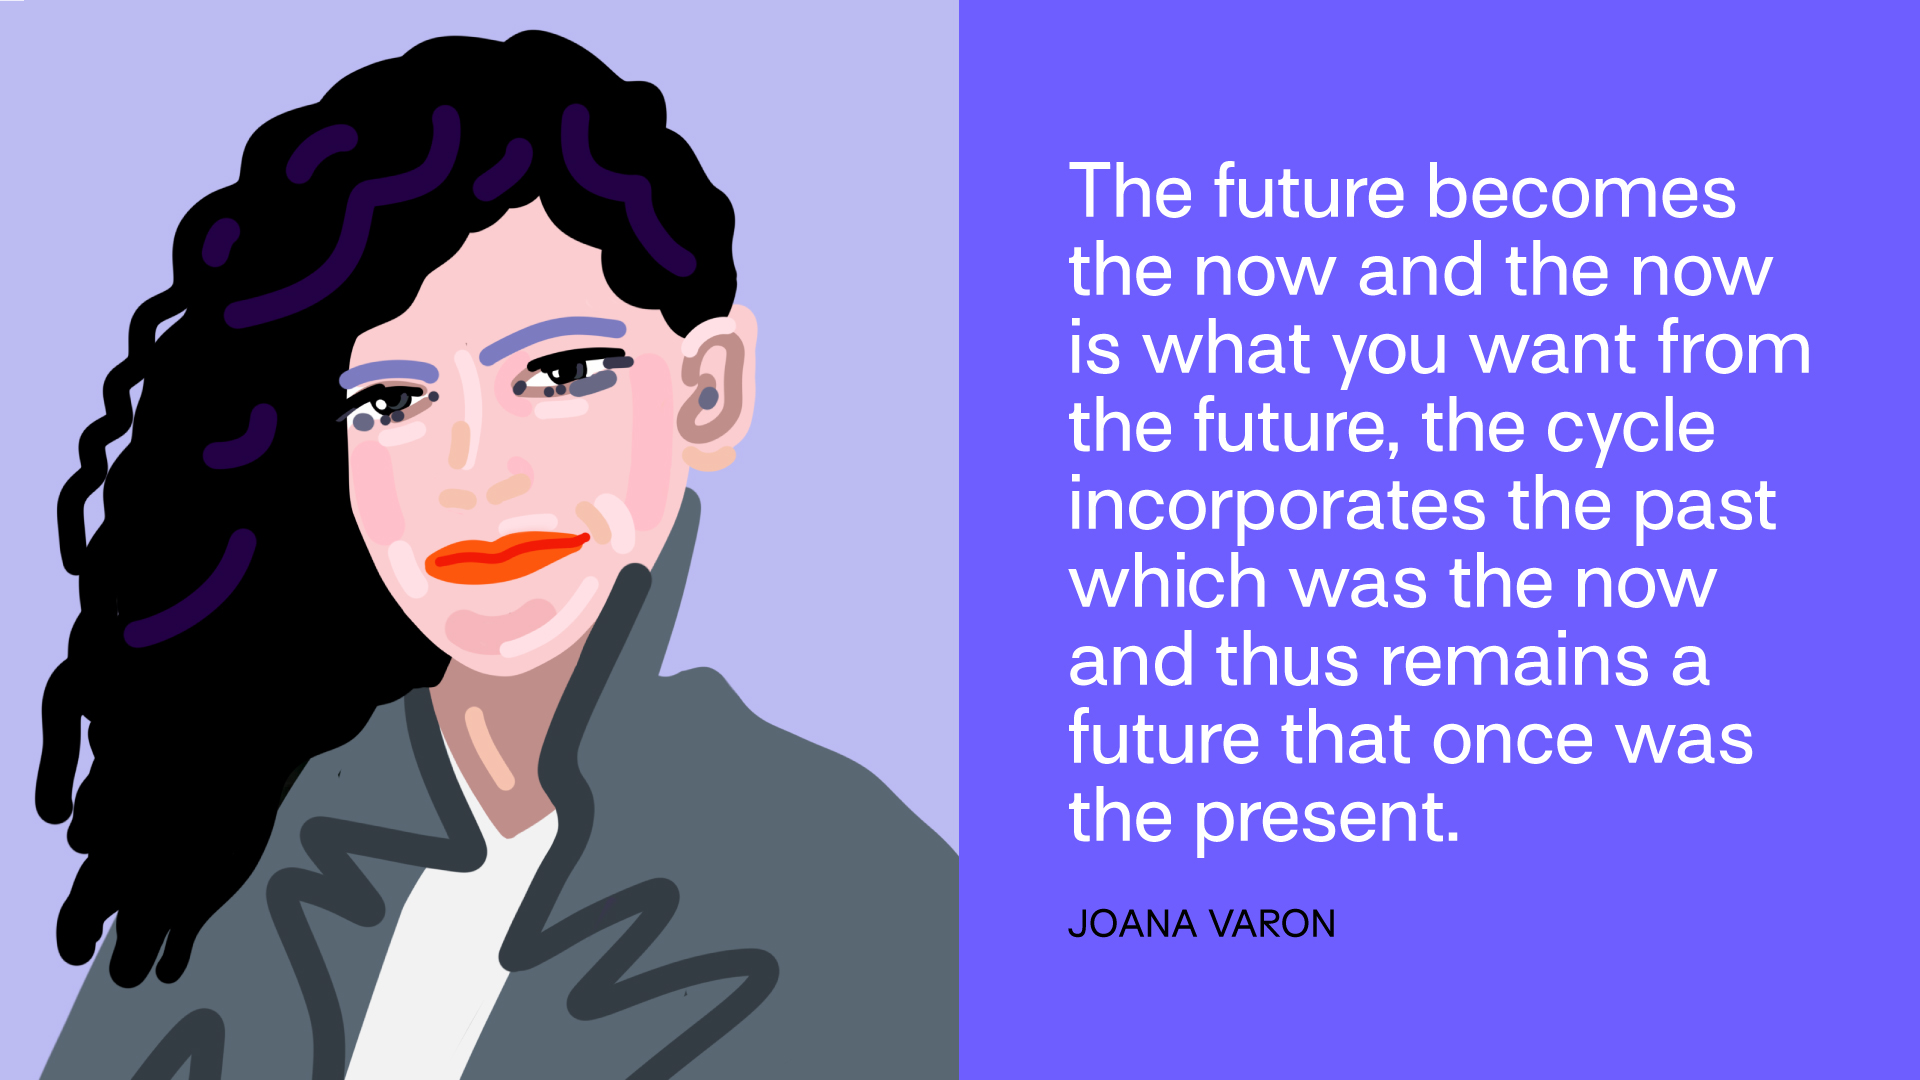 The future becomes
the now and the now
is what you want from
the future, the cycle
incorporates the past
which was the now
and thus remains a
future that once was
the present.
JOANA VARON